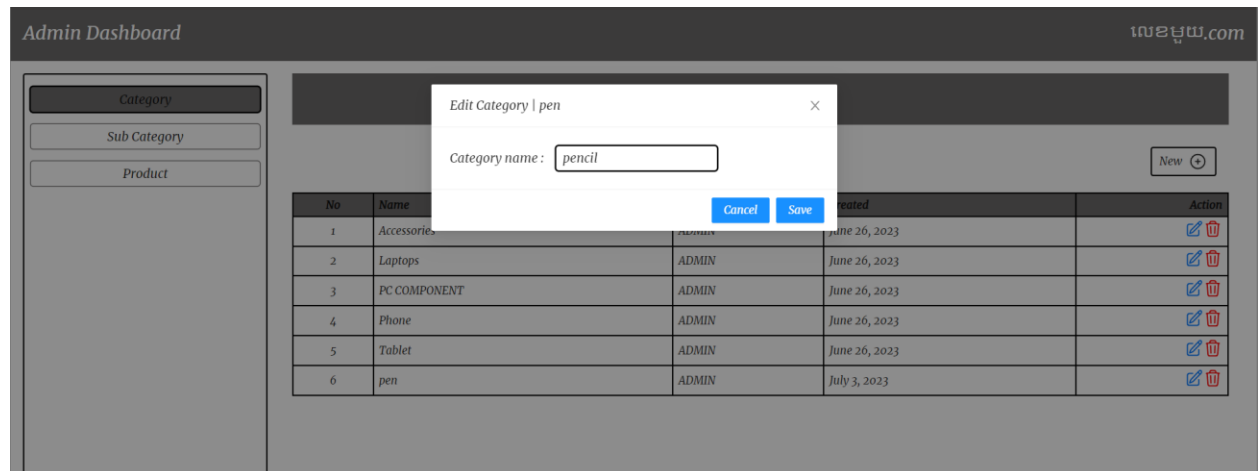 Admin Dashboard
លេខមួយ.com
Category
Sub Category
Product
Edit Category | pen
Category name : pencil
Cancel Save
New
No Name reated Action
1 Accessories ADMIN June 26, 2023
2 Laptops ADMIN June 26, 2023
3 PC COMPONENT ADMIN June 26, 2023
4 Phone ADMIN June 26, 2023
5 Tablet ADMIN June 26, 2023
6 pen ADMIN July 3, 2023